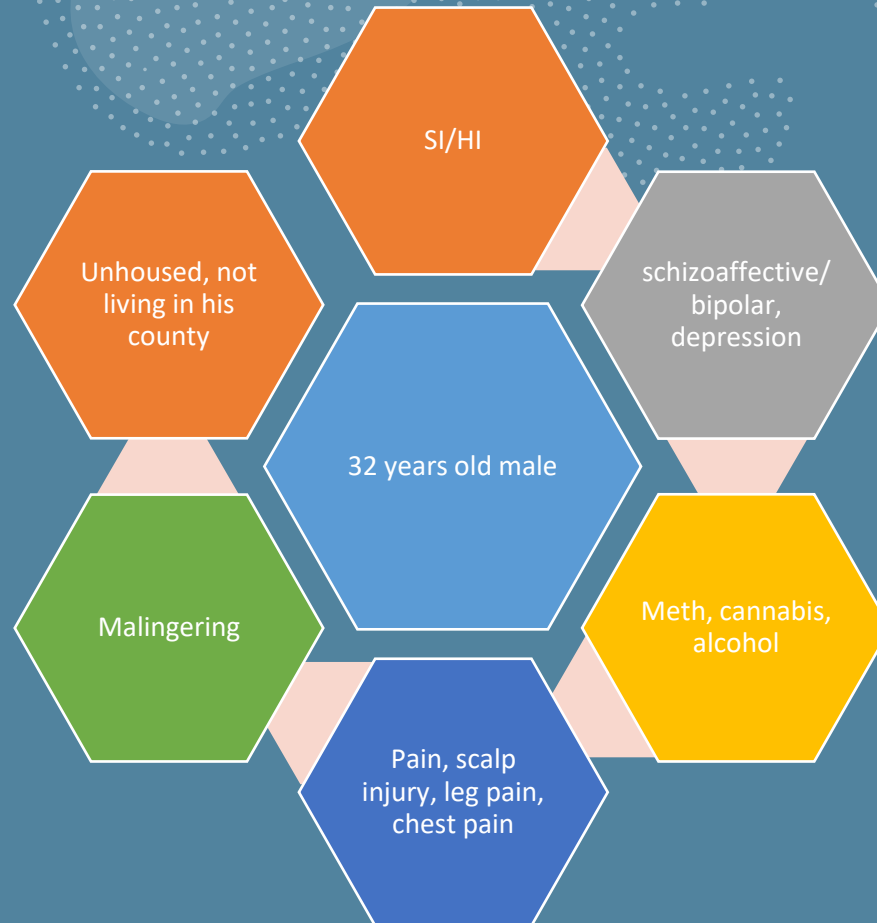 SI/HI
Unhoused, not
living in his
county
schizoaffective/
bipolar,
depression
32 years old male
Malingering
Meth, cannabis,
alcohol
Pain, scalp
injury, leg pain,
chest pain